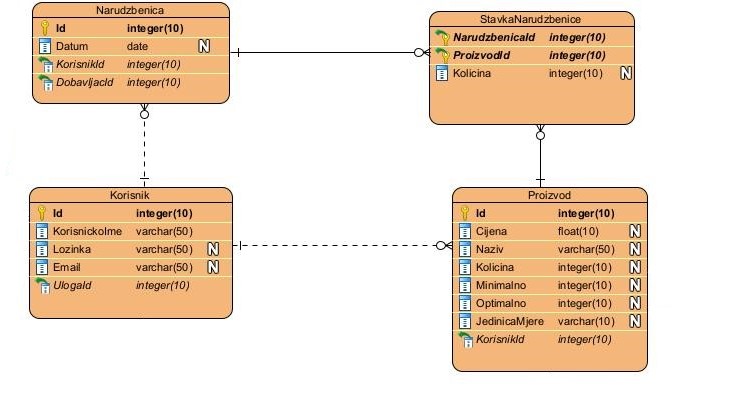 Narudzbenica
Id integer(10)
Datum date N
KorisnikId integer(10)
DobavljacId integer(10)
StavkaNarudzbenice
NarudzbenicaId integer(10)
ProizvodId integer(10)
Kolicina integer(10) N
Korisnik
Id integer(10)
KorisnickoIme varchar(50)
Lozinka varchar(50) N
Email varchar(50) N
UlogaId integer(10)
Proizvod
Id integer(10)
Cijena float(10) N
Naziv varchar(50) N
Kolicina integer(10) N
Minimalno integer(10) N
Optimalno integer(10) N
JedinicaMjere varchar(10) N
KorisnikId integer(10)